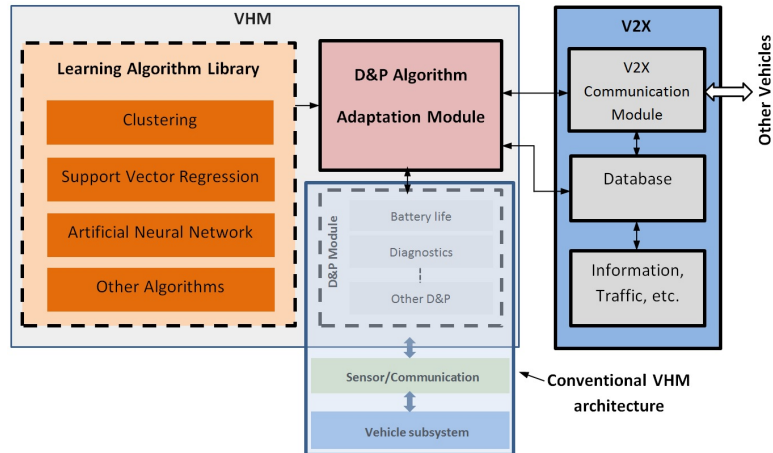 VHM
Learning Algorithm Library
Clustering
Support Vector Regression
Artificial Neural Network
Other Algorithms
D&P Algorithm
Adaptation Module
D&P Module
Battery life
Diagnostics
Other D&P
Sensor/Communication
Vehicle subsystem
Conventional VHM
architecture
V2X
V2X
Communication
Module
Database
Information,
Traffic, etc.
Other Vehicles